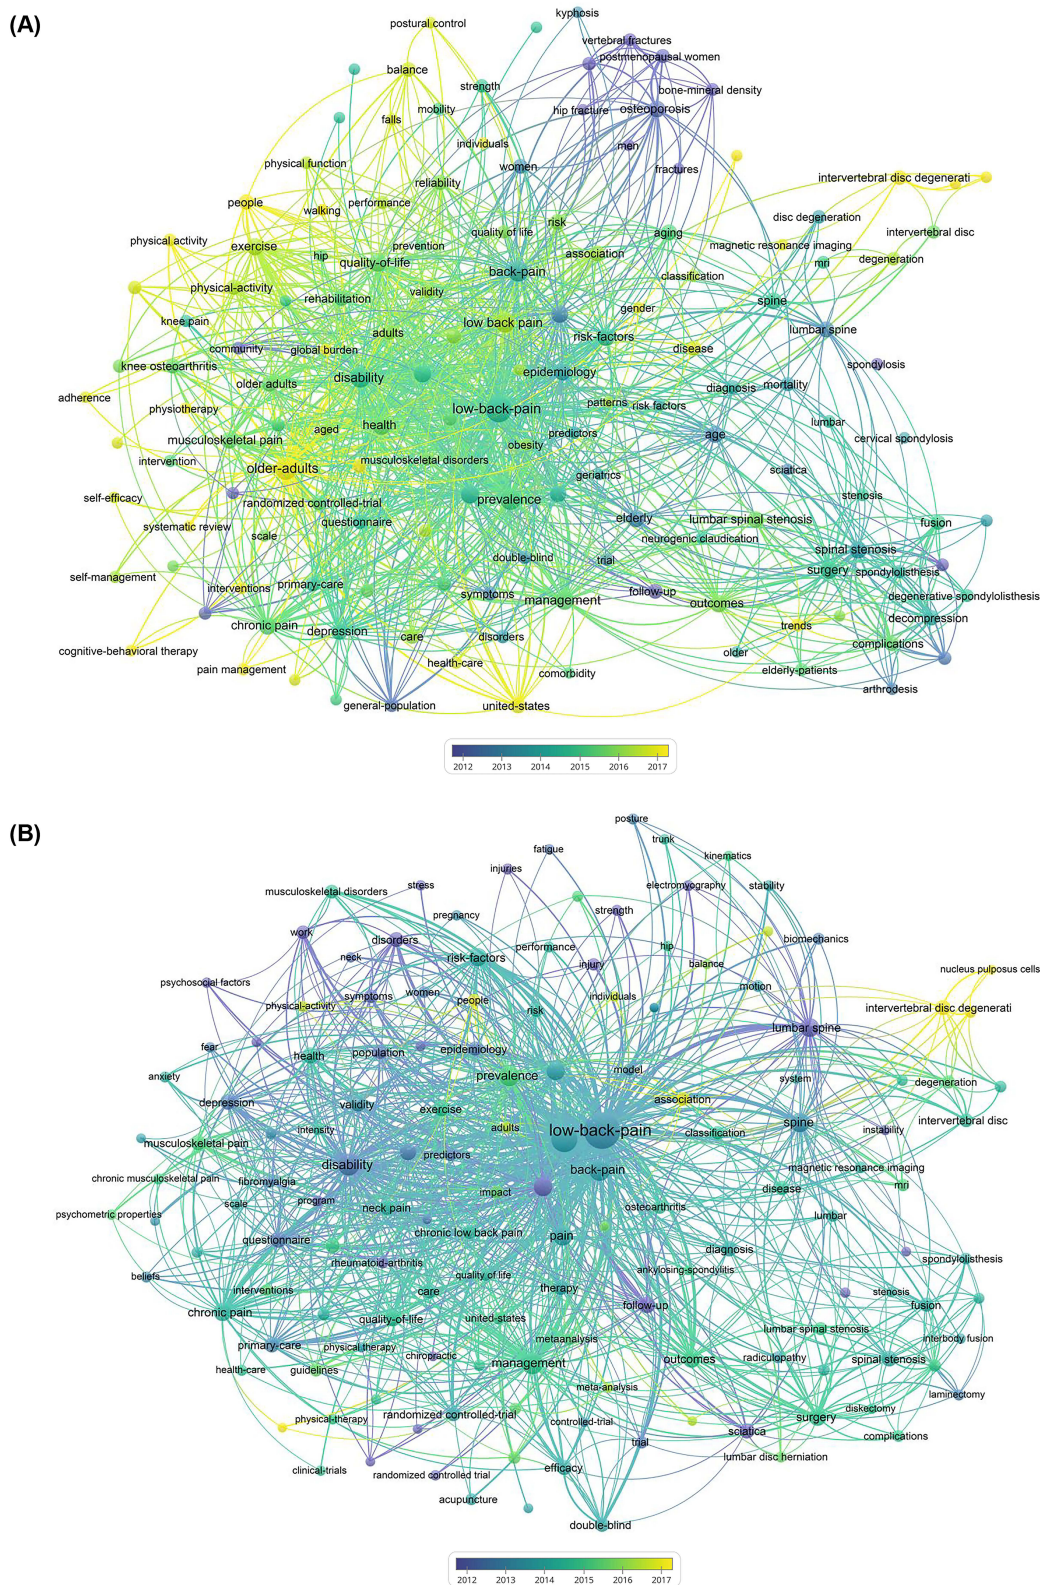 (A)
kyphosis
postural control
vertebral fractures
postmenopausal women
balance
strength
bone-mineral density
mobility
hip fracture
osteoporosis
falls
individuals
men
physical function
women
fractures
reliability
intervertebral disc degenerati
people
walking
performance
disc degeneration
risk
quality of life
aging
intervertebral disc
physical activity
exercise
prevention
magnetic resonance imaging
hip
quality-of-life
association
degeneration
mri
back-pain
classification
physical-activity
rehabilitation
validity
spine
gender
knee pain
low back pain
adults
risk-factors
lumbar spine
community
global burden
disease
spondylosis
knee osteoarthritis
older adults
disability
epidemiology
diagnosis
mortality
adherence
physiotherapy
low-back-pain
patterns
risk factors
aged
health
lumbar
musculoskeletal pain
obesity
predictors
age
cervical spondylosis
intervention
older-adults
musculoskeletal disorders
geriatrics
sciatica
self-efficacy
randomized controlled-trial
prevalence
stenosis
systematic review
questionnaire
elderly
lumbar spinal stenosis
fusion
scale
neurogenic claudication
spinal stenosis
self-management
interventions
primary-care
double-blind
trial
surgery
spondylolisthesis
symptoms
management
follow-up
outcomes
degenerative spondylolisthesis
chronic pain
depression
care
disorders
trends
decompression
cognitive-behavioral therapy
pain management
health-care
comorbidity
older
complications
elderly-patients
general-population
united-states
arthrodesis
2012 2013 2014 2015 2016 2017
(B)
posture
trunk
fatigue
kinematics
injuries
musculoskeletal disorders
stress
electromyography
stability
pregnancy
strength
work
disorders
biomechanics
neck
risk-factors
performance
hip
injury
balance
nucleus pulposus cells
psychosocial factors
symptoms
women
people
individuals
motion
physical-activity
risk
intervertebral disc degenerati
lumbar spine
fear
health
population
epidemiology
anxiety
prevalence
model
system
degeneration
depression
validity
exercise
association
intensity
adults
low-back-pain
classification
spine
instability
intervertebral disc
musculoskeletal pain
disability
predictors
back-pain
magnetic resonance imaging
chronic musculoskeletal pain
fibromyalgia
impact
disease
mri
psychometric properties
scale
program
neck pain
osteoarthritis
lumbar
questionnaire
chronic low back pain
pain
diagnosis
rheumatoid-arthritis
ankylosing-spondylitis
spondylolisthesis
beliefs
interventions
quality of life
care
therapy
stenosis
chronic pain
quality-of-life
united-states
follow-up
fusion
primary-care
physical therapy
metaanalysis
lumbar spinal stenosis
interbody fusion
health-care
guidelines
chiropractic
management
outcomes
radiculopathy
spinal stenosis
meta-analysis
laminectomy
physical-therapy
randomized controlled-trial
controlled-trial
surgery
diskectomy
sciatica
complications
clinical-trials
randomized controlled trial
efficacy
trial
lumbar disc herniation
acupuncture
double-blind
2012 2013 2014 2015 2016 2017